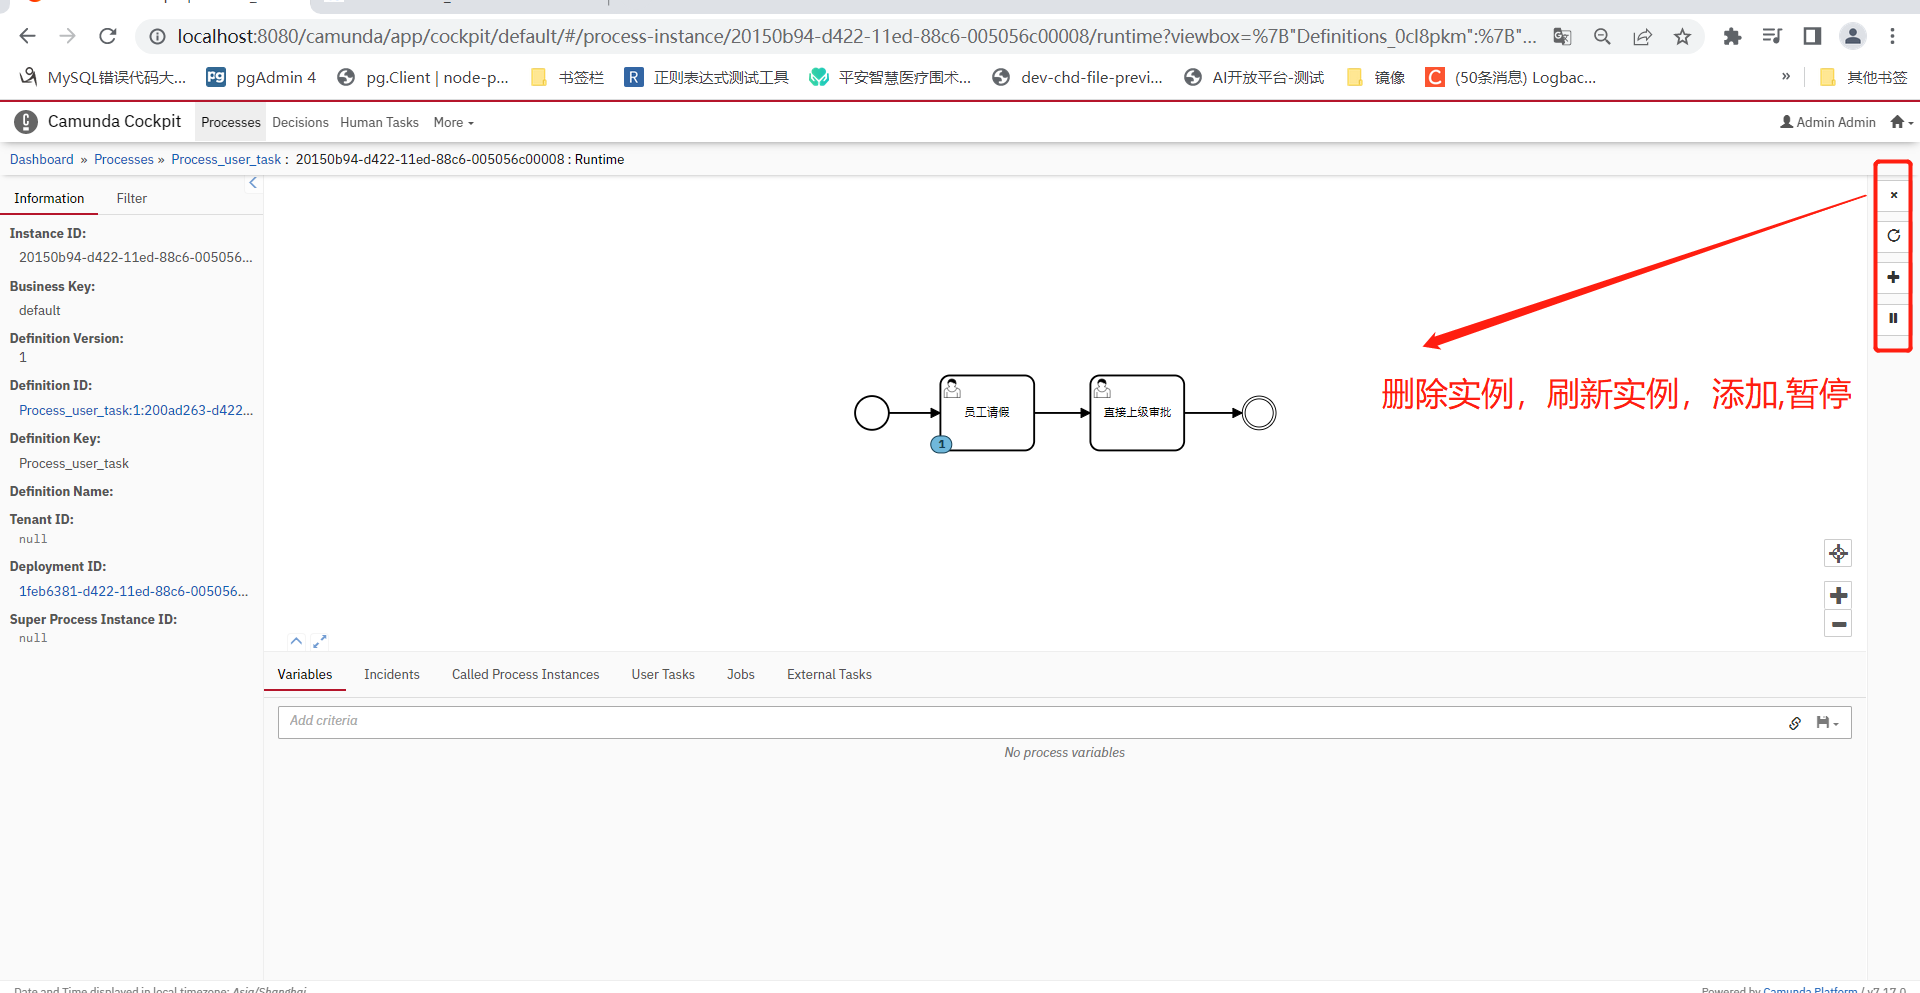 localhost:8080/camunda/app/cockpit/default/#/process-instance/20150b94-d422-11ed-88c6-005056c00008/runtime?viewbox=%7B"Definitions_0cl8pkm":%7B"...
MySQL错误代码大... pgAdmin 4 pg.Client | node-p... 书签栏 正则表达式测试工具 平安智慧医疗围术... dev-chd-file-previ... AI开放平台-测试 镜像 (50条消息) Logbac... » 其他书签
Camunda Cockpit Processes Decisions Human Tasks More Admin Admin
Dashboard » Processes » Process_user_task : 20150b94-d422-11ed-88c6-005056c00008 : Runtime
Information Filter
Instance ID:
20150b94-d422-11ed-88c6-005056...
Business Key:
default
Definition Version:
1
Definition ID:
Process_user_task:1:200ad263-d422...
Definition Key:
Process_user_task
Definition Name:
Tenant ID:
null
Deployment ID:
1feb6381-d422-11ed-88c6-005056...
Super Process Instance ID:
null
删除实例，刷新实例，添加,暂停
员工请假
1
直接上级审批
Variables Incidents Called Process Instances User Tasks Jobs External Tasks
Add criteria
No process variables
Date and Time displayed in local timezone: Asia/Shanghai
Powered by Camunda Platform / v7.17.0